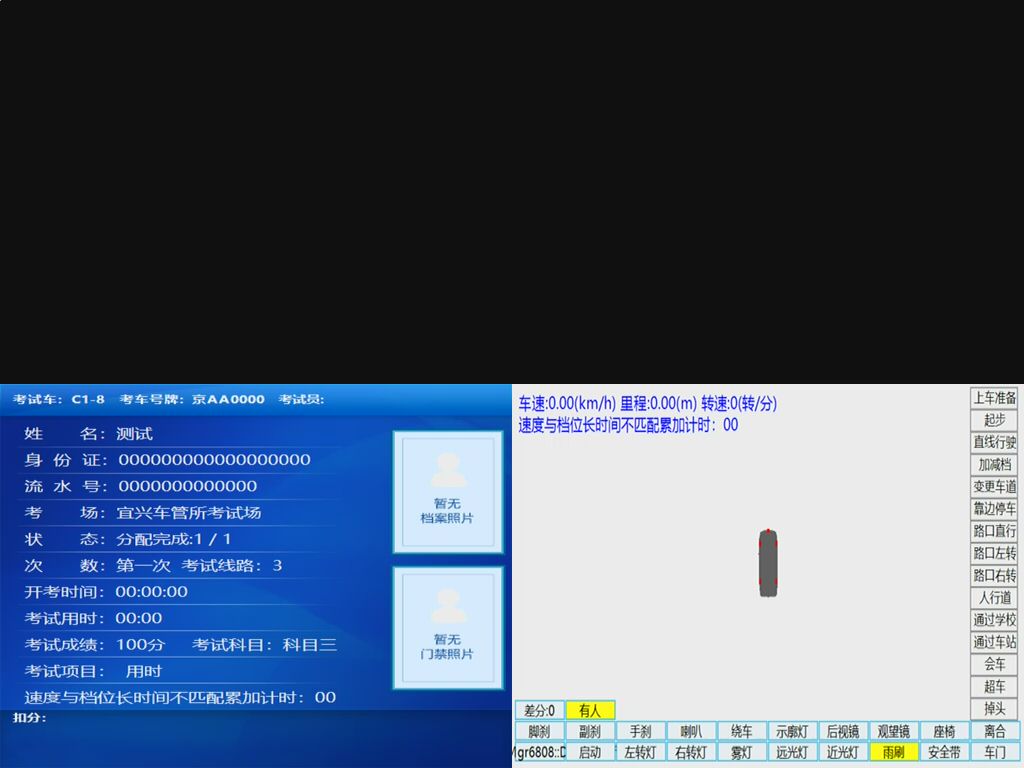 考试车: C1-8 考车号牌: 京AA0000 考试员:
姓 名: 测试
身 份 证: 000000000000000000
流 水 号: 0000000000000
考 场: 宜兴车管所考试场
状 态: 分配完成:1 / 1
次 数: 第一次 考试线路: 3
开考时间: 00:00:00
考试用时: 00:00
考试成绩: 100分 考试科目: 科目三
考试项目: 用时
速度与档位长时间不匹配累加计时: 00
扣分:
暂无
档案照片
暂无
门禁照片
车速:0.00(km/h) 里程:0.00(m) 转速:0(转/分)
速度与档位长时间不匹配累加计时: 00
上车准备
起步
直线行驶
加减档
变更车道
靠边停车
路口直行
路口左转
路口右转
人行道
通过学校
通过车站
会车
超车
掉头
差分:0 有人
脚刹 副刹 手刹 喇叭 绕车 示廓灯 后视镜 观望镜 座椅 离合
gr6808::D 启动 左转灯 右转灯 雾灯 远光灯 近光灯 雨刷 安全带 车门